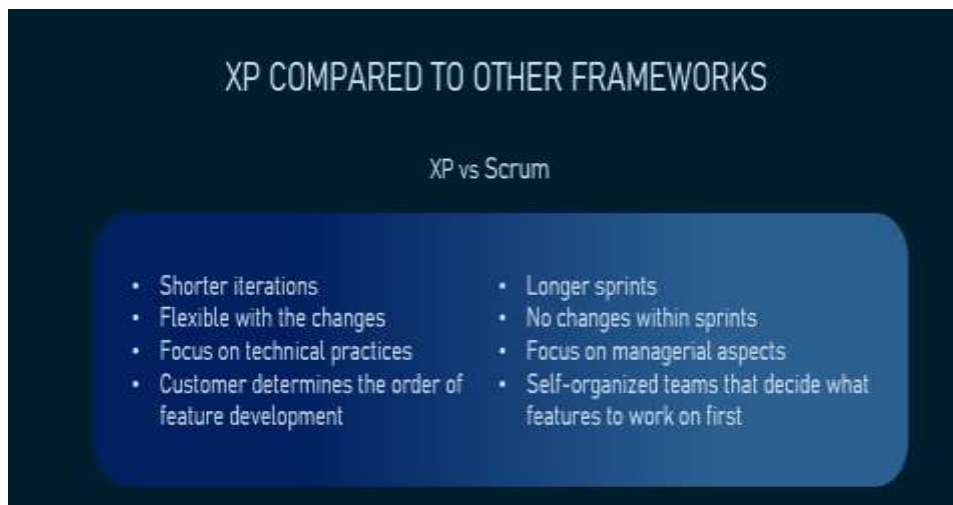 XP COMPARED TO OTHER FRAMEWORKS
XP vs Scrum
• Shorter iterations
• Flexible with the changes
• Focus on technical practices
• Customer determines the order of
feature development
• Longer sprints
• No changes within sprints
• Focus on managerial aspects
• Self-organized teams that decide what
features to work on first